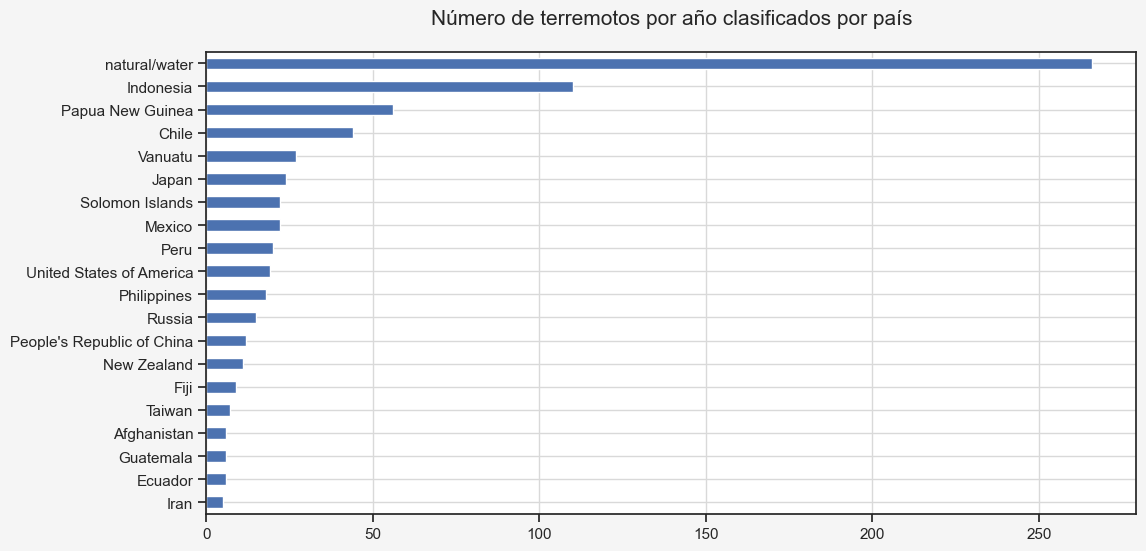 Número de terremotos por año clasificados por país
natural/water
Indonesia
Papua New Guinea
Chile
Vanuatu
Japan
Solomon Islands
Mexico
Peru
United States of America
Philippines
Russia
People's Republic of China
New Zealand
Fiji
Taiwan
Afghanistan
Guatemala
Ecuador
Iran
0 50 100 150 200 250